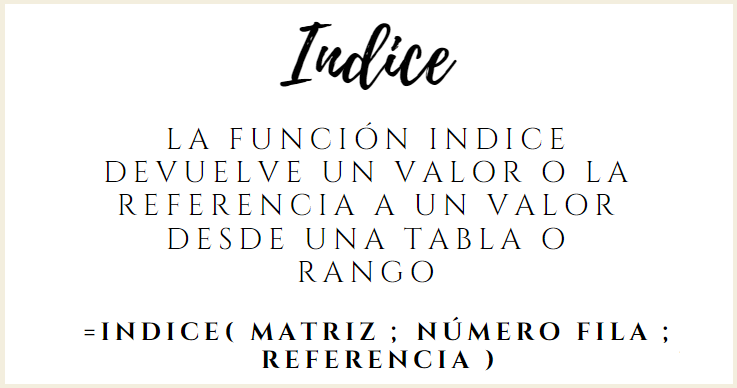 Indice
LA FUNCIÓN INDICE
DEVUELVE UN VALOR O LA
REFERENCIA A UN VALOR
DESDE UNA TABLA O
RANGO
=INDICE( MATRIZ ; NÚMERO FILA ;
REFERENCIA )